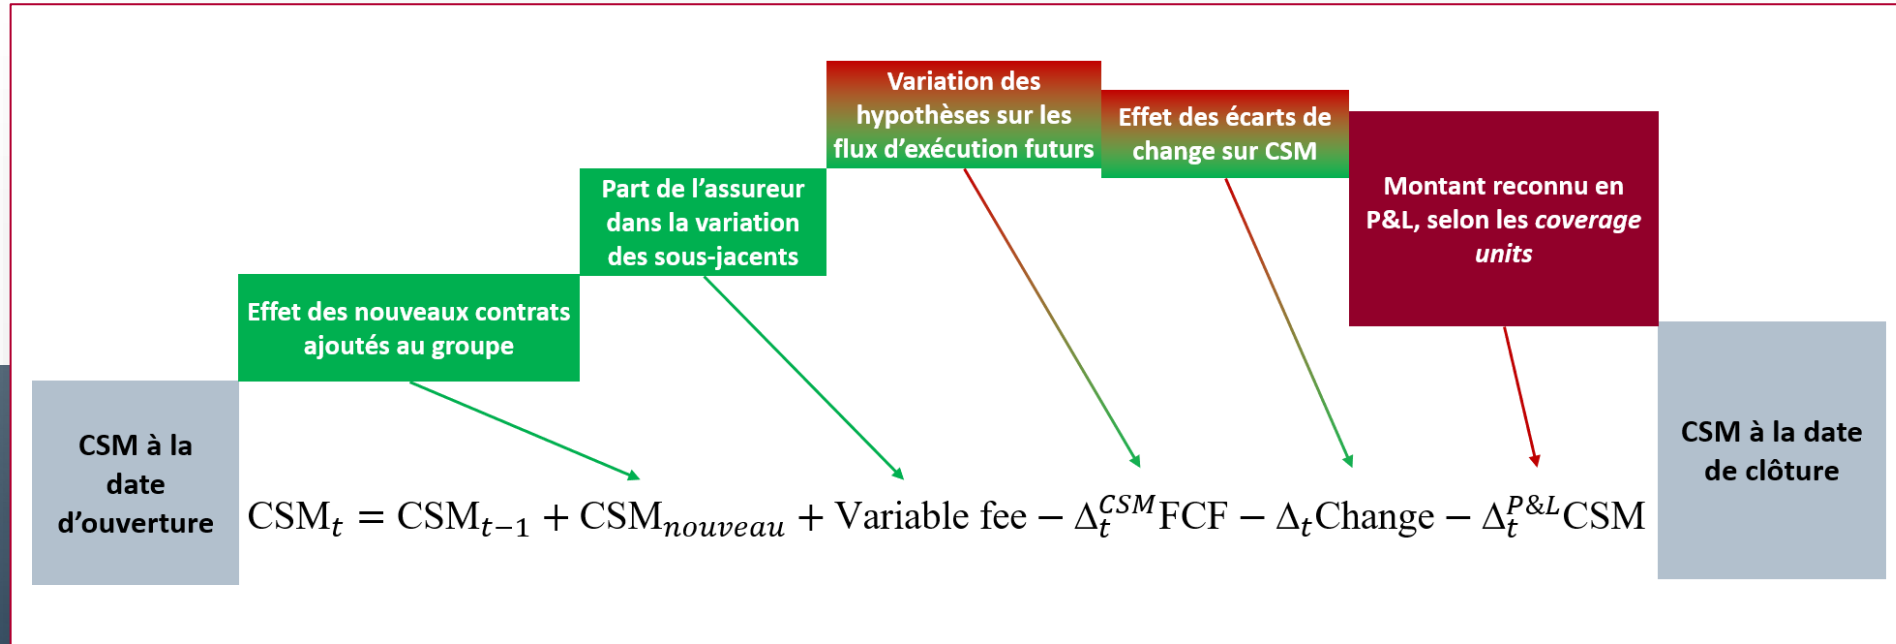 Variation des
hypothèses sur les
flux d’exécution futurs
Effet des écarts de
change sur CSM
Montant reconnu en
P&L, selon les coverage
units
Part de l’assureur
dans la variation
des sous-jacents
Effet des nouveaux contrats
ajoutés au groupe
CSM à la
date
d’ouverture
CSM à la date
de clôture
CSM_t = CSM_{t−1} + CSM_{nouveau} + Variable fee − Δ_t^{CSM}FCF − Δ_tChange − Δ_t^{P&L}CSM